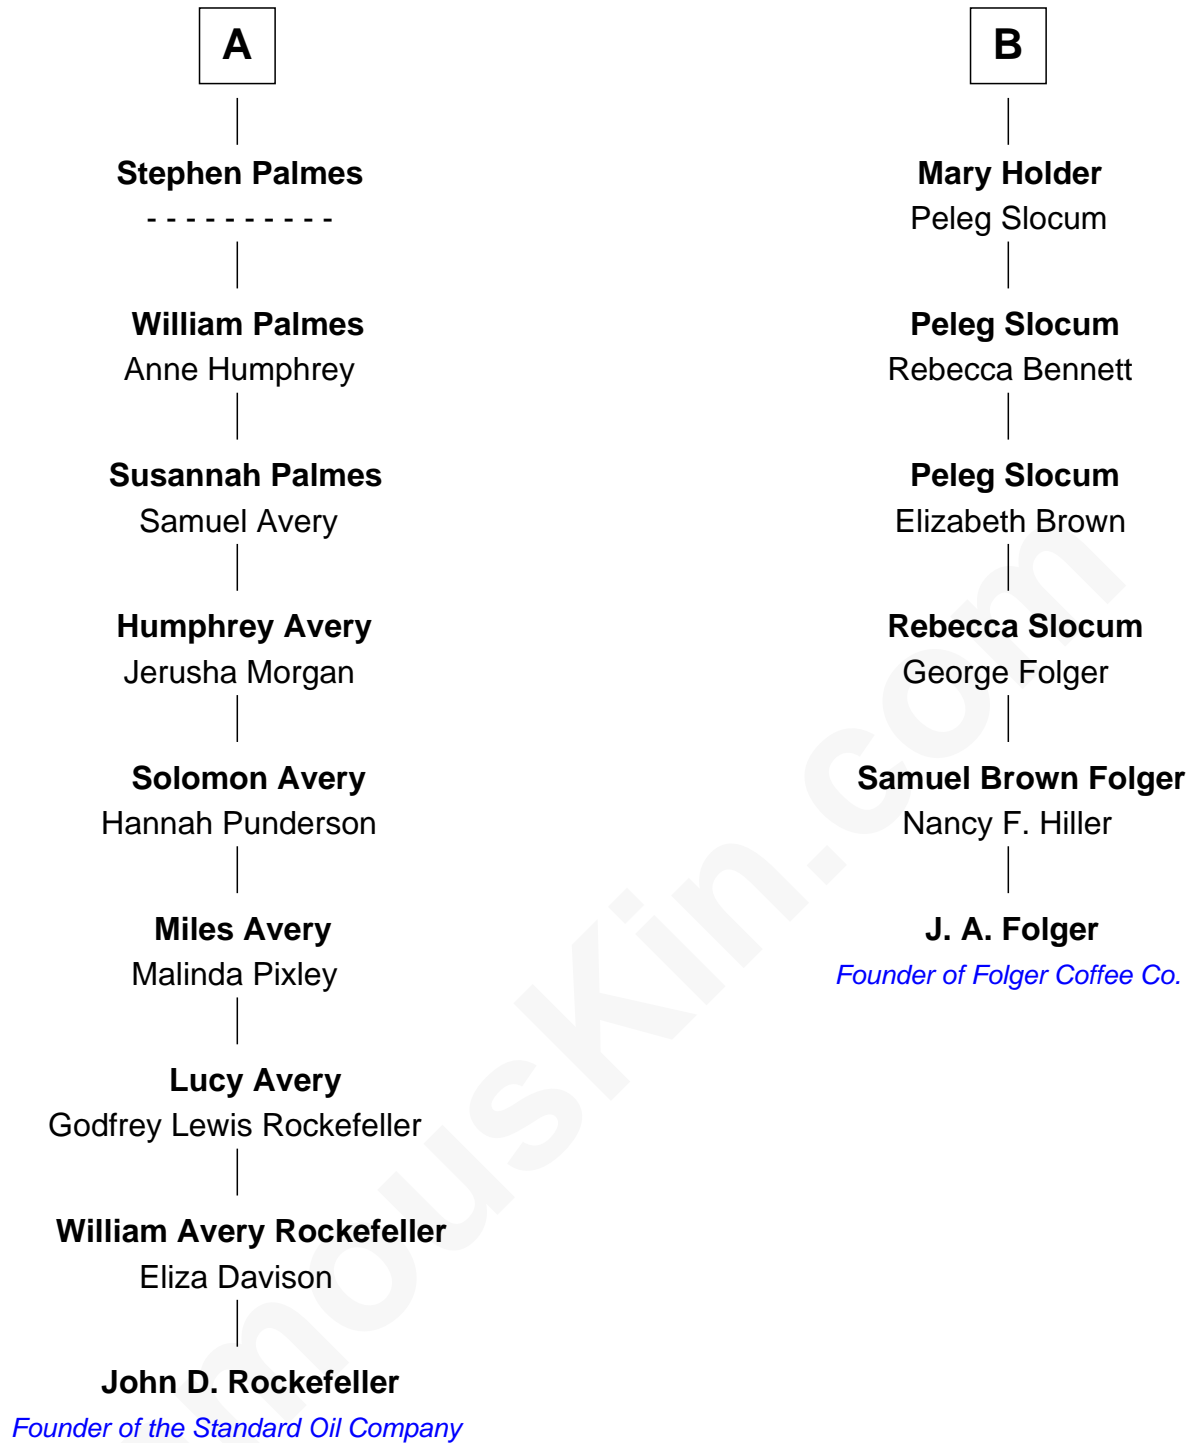 A
Stephen Palmes
- - - - - - - - - -
William Palmes
Anne Humphrey
Susannah Palmes
Samuel Avery
Humphrey Avery
Jerusha Morgan
Solomon Avery
Hannah Punderson
Miles Avery
Malinda Pixley
Lucy Avery
Godfrey Lewis Rockefeller
William Avery Rockefeller
Eliza Davison
John D. Rockefeller
Founder of the Standard Oil Company
B
Mary Holder
Peleg Slocum
Peleg Slocum
Rebecca Bennett
Peleg Slocum
Elizabeth Brown
Rebecca Slocum
George Folger
Samuel Brown Folger
Nancy F. Hiller
J. A. Folger
Founder of Folger Coffee Co.
mousKin.com